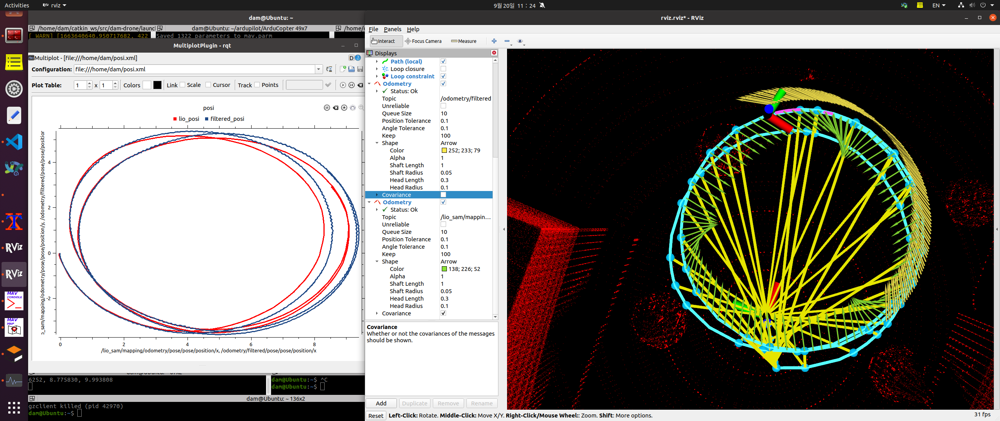 Activities
rviz
9월 20일 11 : 24
EN
dam@Ubuntu: ~
/home/dam/catkin_ws/src/dam-drone/launc
dam@Ubuntu: ~/ardupilot/ArduCopter 49x7
/home/c
[ WARN] [1663640640.950717682, 422
Saved 1322 parameters to mav.parm
MultiplotPlugin - rqt
Multiplot - [file:///home/dam/posi.xml]
D
?
Configuration:
file:///home/dam/posi.xml
Plot Table:
1
x
1
Colors
Link
Scale
Cursor
Track
Points
posi
lio_posi
filtered_posi
o_sam/mapping/odometry/pose/pose/position/y, /odometry/filtered/pose/pose/position
4
2
0
-2
0
2
4
6
8
/lio_sam/mapping/odometry/pose/pose/position/x, /odometry/filtered/pose/pose/position/x
6252, 8.775830, 9.993808
dam@Ubuntu:~$ ^C
dam@Ubuntu:~$
dam@Ubuntu: ~ 136x2
gzclient killed (pid 42970)
dam@Ubuntu:~$
RViz
RViz
MAV
CONSOLE
MAV
MAP
rviz.rviz* - RViz
File
Panels
Help
Interact
Focus Camera
Measure
Displays
Path (local)
Loop closure
Loop constraint
Odometry
Status: Ok
Topic
/odometry/filtered
Unreliable
Queue Size
10
Position Tolerance
0.1
Angle Tolerance
0.1
Keep
100
Shape
Arrow
Color
252; 233; 79
Alpha
1
Shaft Length
1
Shaft Radius
0.05
Head Length
0.3
Head Radius
0.1
Covariance
Odometry
Status: Ok
Topic
/lio_sam/mappin…
Unreliable
Queue Size
10
Position Tolerance
0.1
Angle Tolerance
0.1
Keep
100
Shape
Arrow
Color
138; 226; 52
Alpha
1
Shaft Length
1
Shaft Radius
0.05
Head Length
0.3
Head Radius
0.1
Covariance
Covariance
Whether or not the covariances of the messages
should be shown.
Add
Duplicate
Remove
Rename
Reset
Left-Click: Rotate. Middle-Click: Move X/Y. Right-Click/Mouse Wheel:: Zoom. Shift: More options.
31 fps